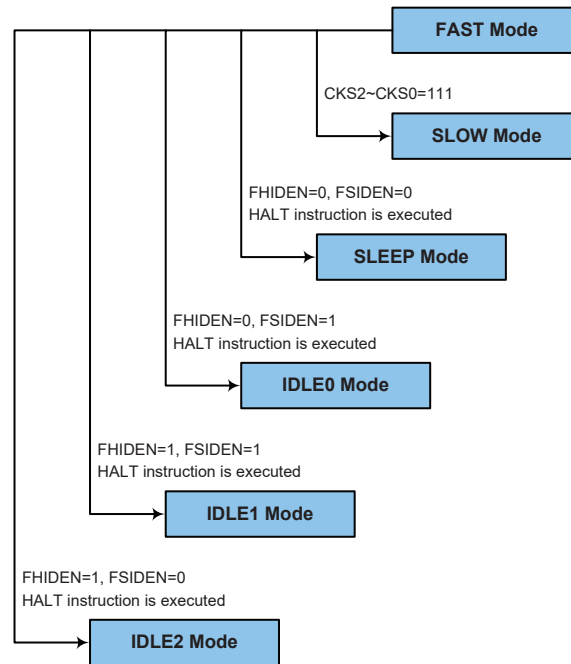 FAST Mode
CKS2~CKS0=111
SLOW Mode
FHIDEN=0, FSIDEN=0
HALT instruction is executed
SLEEP Mode
FHIDEN=0, FSIDEN=1
HALT instruction is executed
IDLE0 Mode
FHIDEN=1, FSIDEN=1
HALT instruction is executed
IDLE1 Mode
FHIDEN=1, FSIDEN=0
HALT instruction is executed
IDLE2 Mode